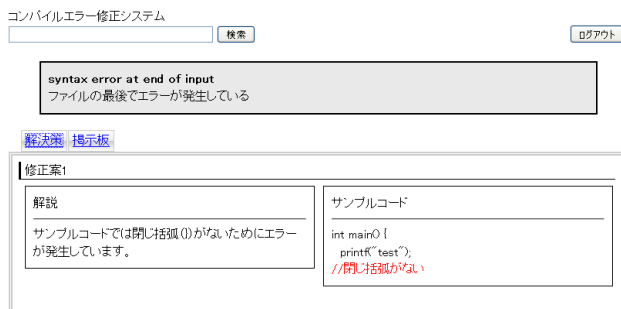 コンパイルエラー修正システム
検索 ログアウト
syntax error at end of input
ファイルの最後でエラーが発生している
解決策 掲示板
修正案1
解説
サンプルコードでは閉じ括弧(})がないためにエラー
が発生しています。
サンプルコード
int main() {
printf("test");
//閉じ括弧がない